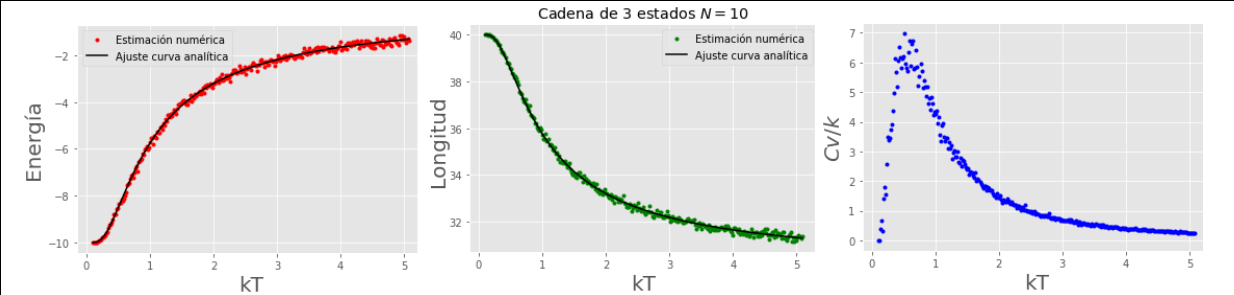 Cadena de 3 estados N = 10
Energía
−2
−4
−6
−8
−10
Estimación numérica
Ajuste curva analítica
0 1 2 3 4 5
kT
Longitud
40
38
36
34
32
Estimación numérica
Ajuste curva analítica
0 1 2 3 4 5
kT
Cv/k
7
6
5
4
3
2
1
0
0 1 2 3 4 5
kT